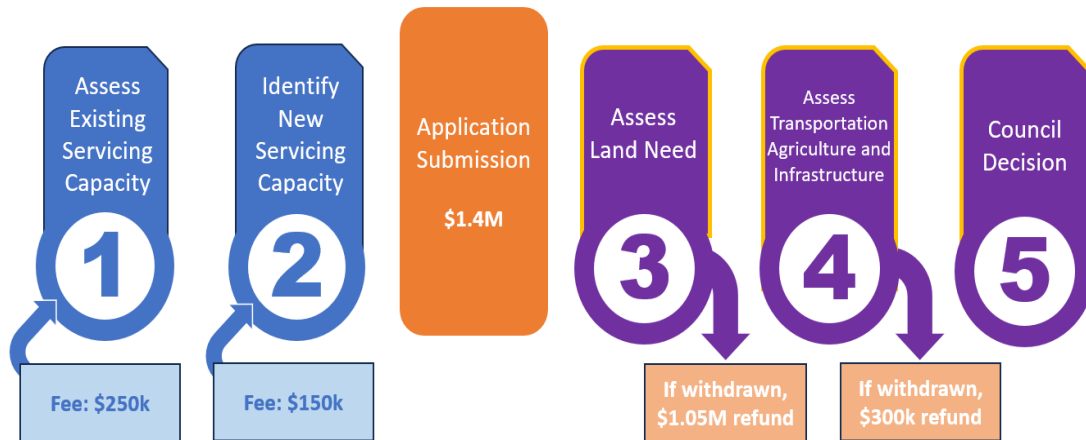 Assess
Existing
Servicing
Capacity
1
Fee: $250k
Identify
New
Servicing
Capacity
2
Fee: $150k
Application
Submission
$1.4M
Assess
Land Need
3
If withdrawn,
$1.05M refund
Assess
Transportation
Agriculture and
Infrastructure
4
If withdrawn,
$300k refund
Council
Decision
5